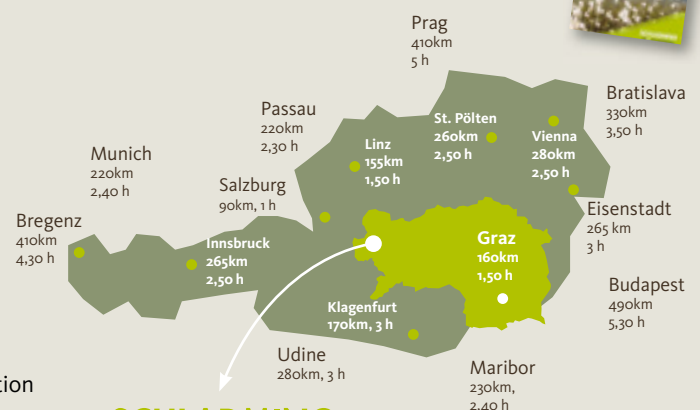 Prag
410km
5 h
Bratislava
330km
3,50 h
Passau
220km
2,30 h
St. Pölten
260km
2,50 h
Vienna
280km
2,50 h
Linz
155km
1,50 h
Munich
220km
2,40 h
Salzburg
90km, 1 h
Eisenstadt
265 km
3 h
Bregenz
410km
4,30 h
Innsbruck
265km
2,50 h
Graz
160km
1,50 h
Budapest
490km
5,30 h
Klagenfurt
170km, 3 h
Udine
280km, 3 h
Maribor
230km,
2,40 h